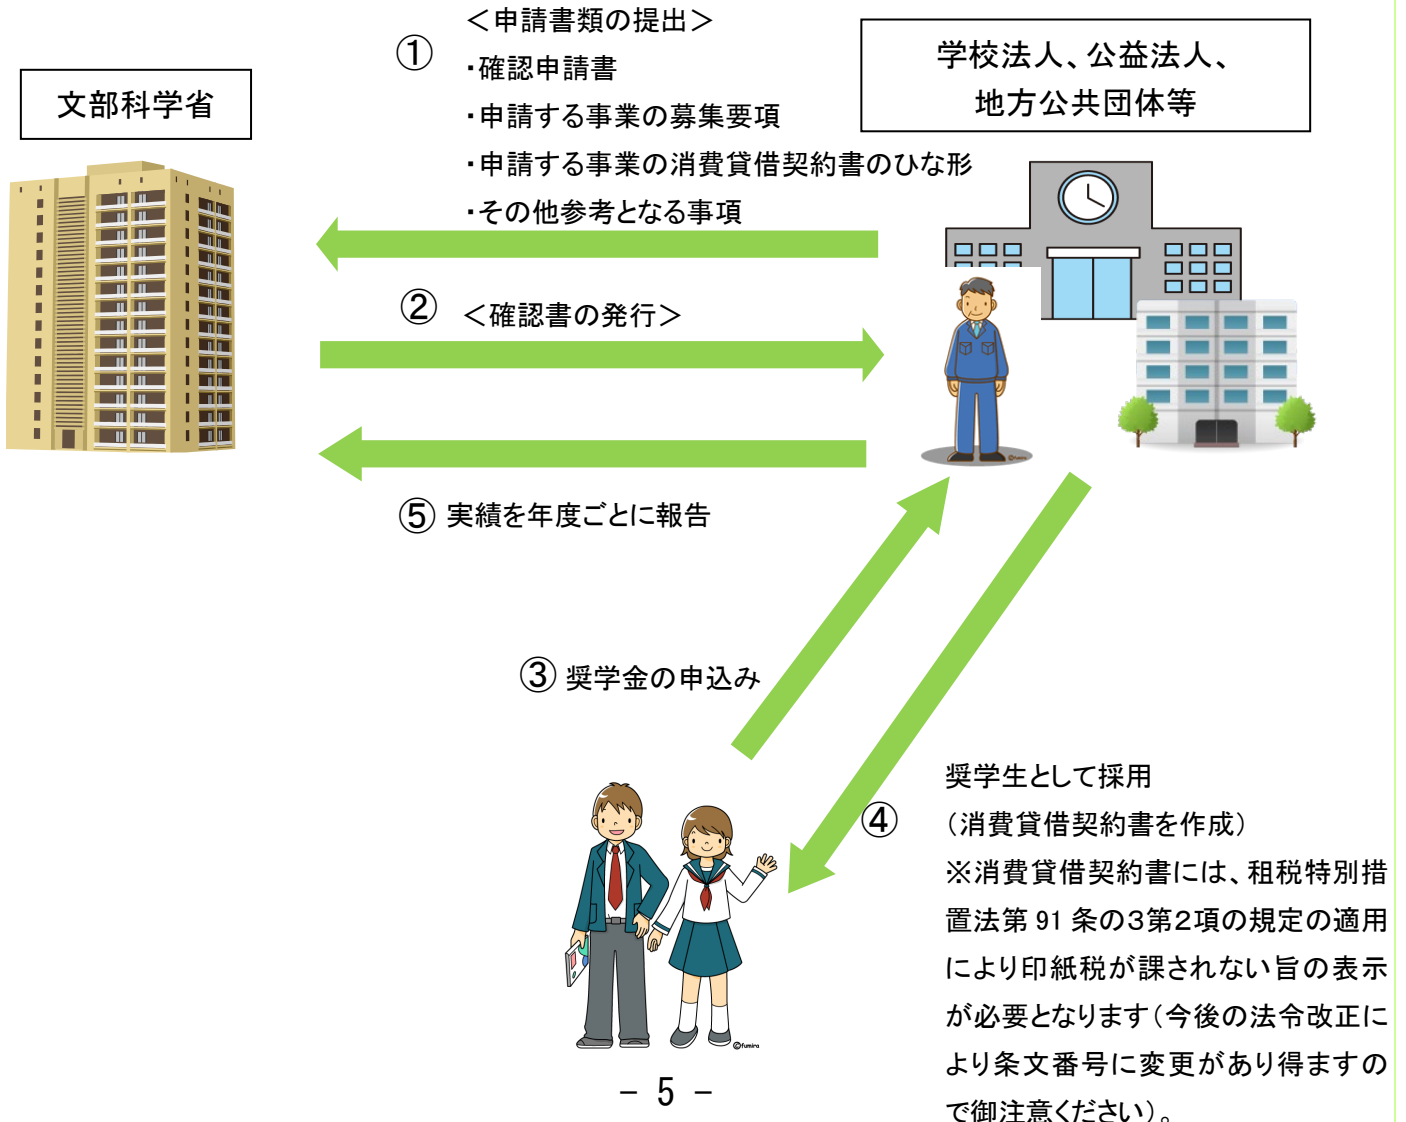 文部科学省
①
＜申請書類の提出＞
・確認申請書
・申請する事業の募集要項
・申請する事業の消費貸借契約書のひな形
・その他参考となる事項
学校法人、公益法人、
地方公共団体等
② ＜確認書の発行＞
⑤ 実績を年度ごとに報告
③ 奨学金の申込み
④
奨学生として採用
（消費貸借契約書を作成）
※消費貸借契約書には、租税特別措
置法第 91 条の３第２項の規定の適用
により印紙税が課されない旨の表示
が必要となります（今後の法令改正に
より条文番号に変更があり得ますの
で御注意ください）。
©fumira
©fumira
－ 5 －